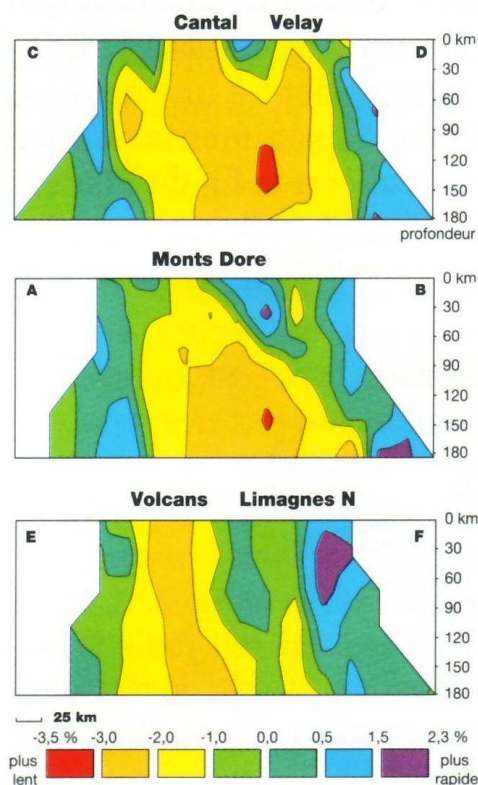 Cantal Velay
C D
0 km
30
60
90
120
150
180
profondeur
Monts Dore
A B
0 km
30
60
90
120
150
180
Volcans Limagnes N
E F
0 km
30
60
90
120
150
180
25 km
-3,5 % -3,0 -2,0 -1,0 0,0 0,5 1,5 2,3 %
plus lent
plus rapide